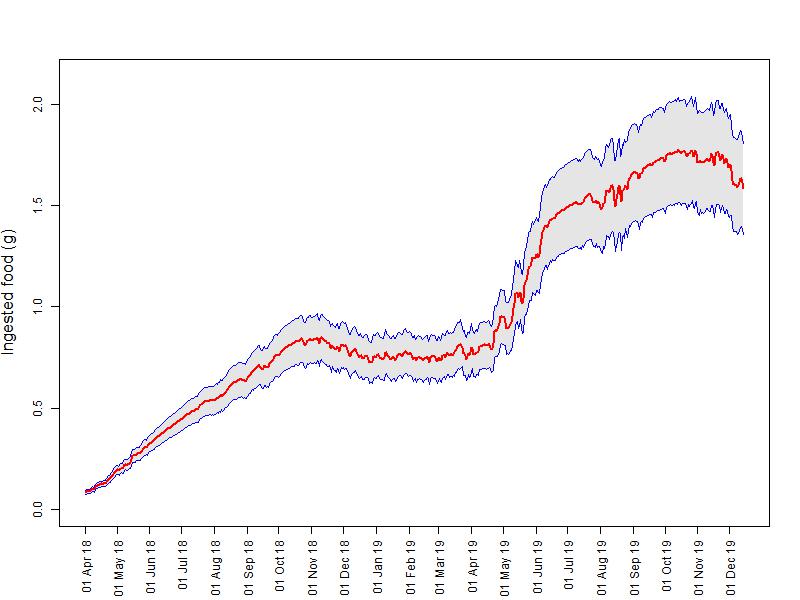 Ingested food (g)
2.0
1.5
1.0
0.5
0.0
01 Apr 18
01 May 18
01 Jun 18
01 Jul 18
01 Aug 18
01 Sep 18
01 Oct 18
01 Nov 18
01 Dec 18
01 Jan 19
01 Feb 19
01 Mar 19
01 Apr 19
01 May 19
01 Jun 19
01 Jul 19
01 Aug 19
01 Sep 19
01 Oct 19
01 Nov 19
01 Dec 19